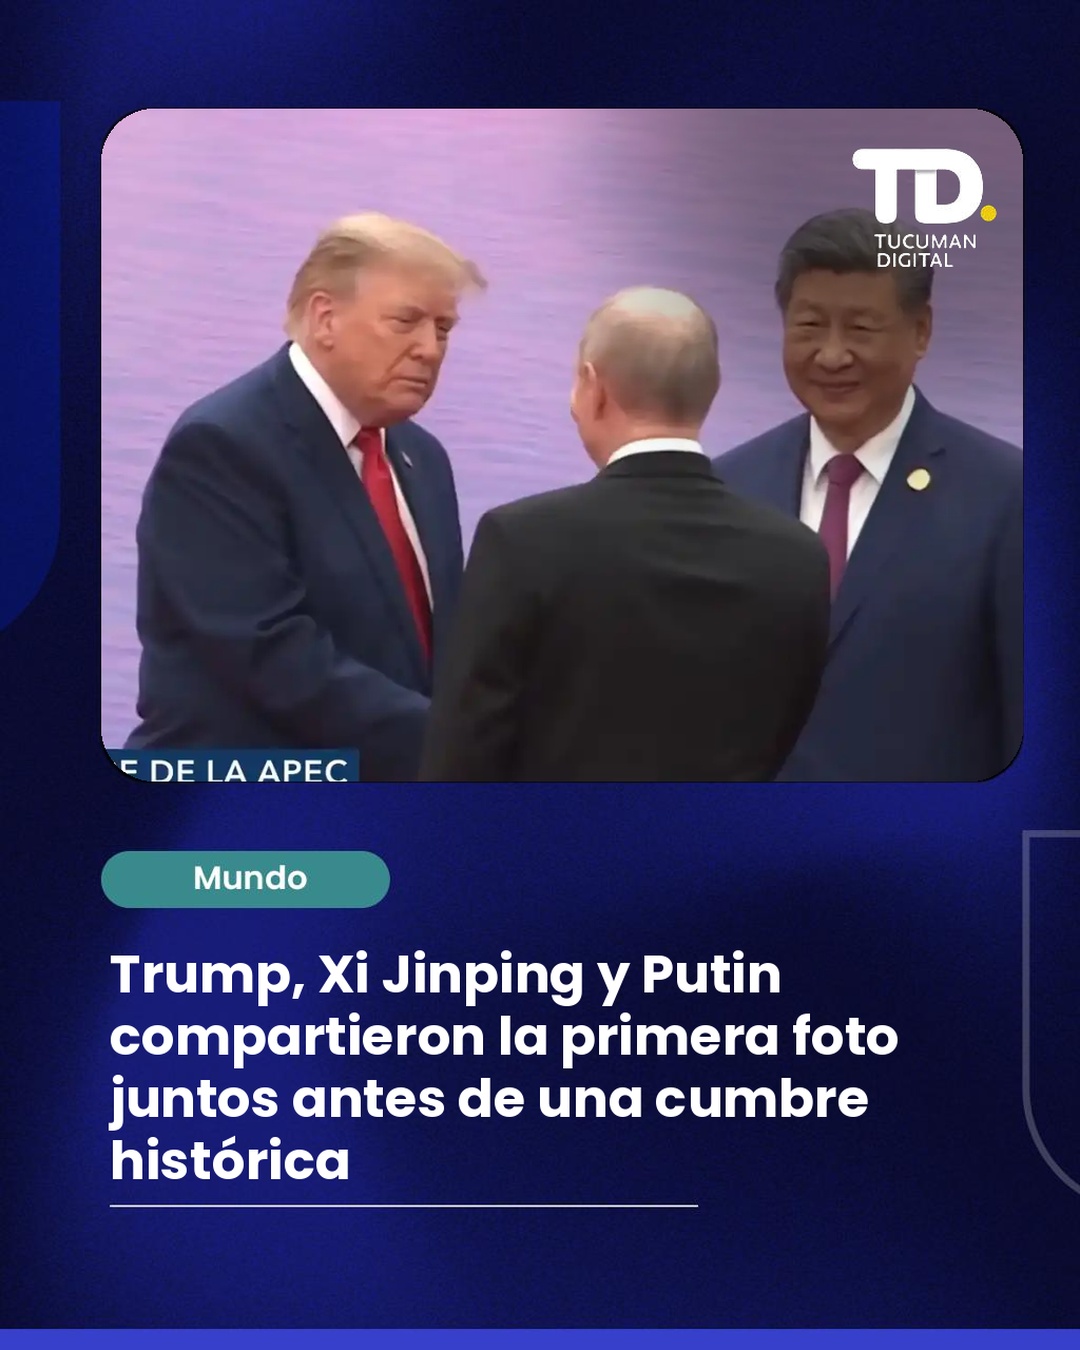 TD.
TUCUMAN
DIGITAL
E DE LA APEC
Mundo
Trump, Xi Jinping y Putin
compartieron la primera foto
juntos antes de una cumbre
histórica